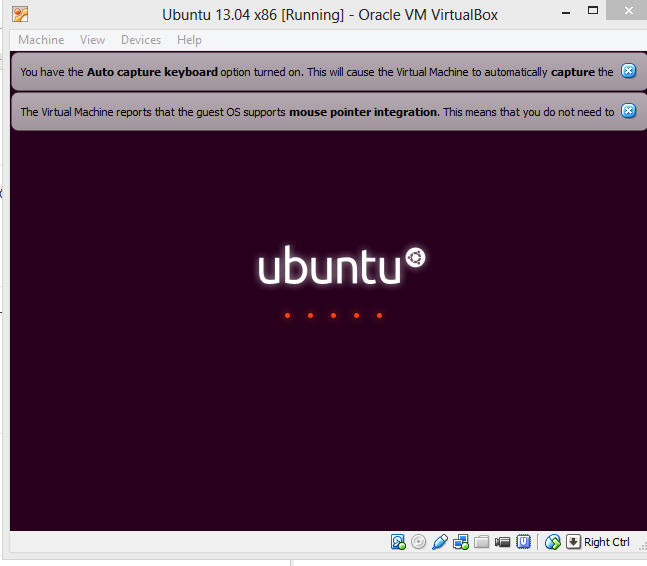 Ubuntu 13.04 x86 [Running] - Oracle VM VirtualBox
Machine View Devices Help
You have the Auto capture keyboard option turned on. This will cause the Virtual Machine to automatically capture the
The Virtual Machine reports that the guest OS supports mouse pointer integration. This means that you do not need to
ubuntu
Right Ctrl